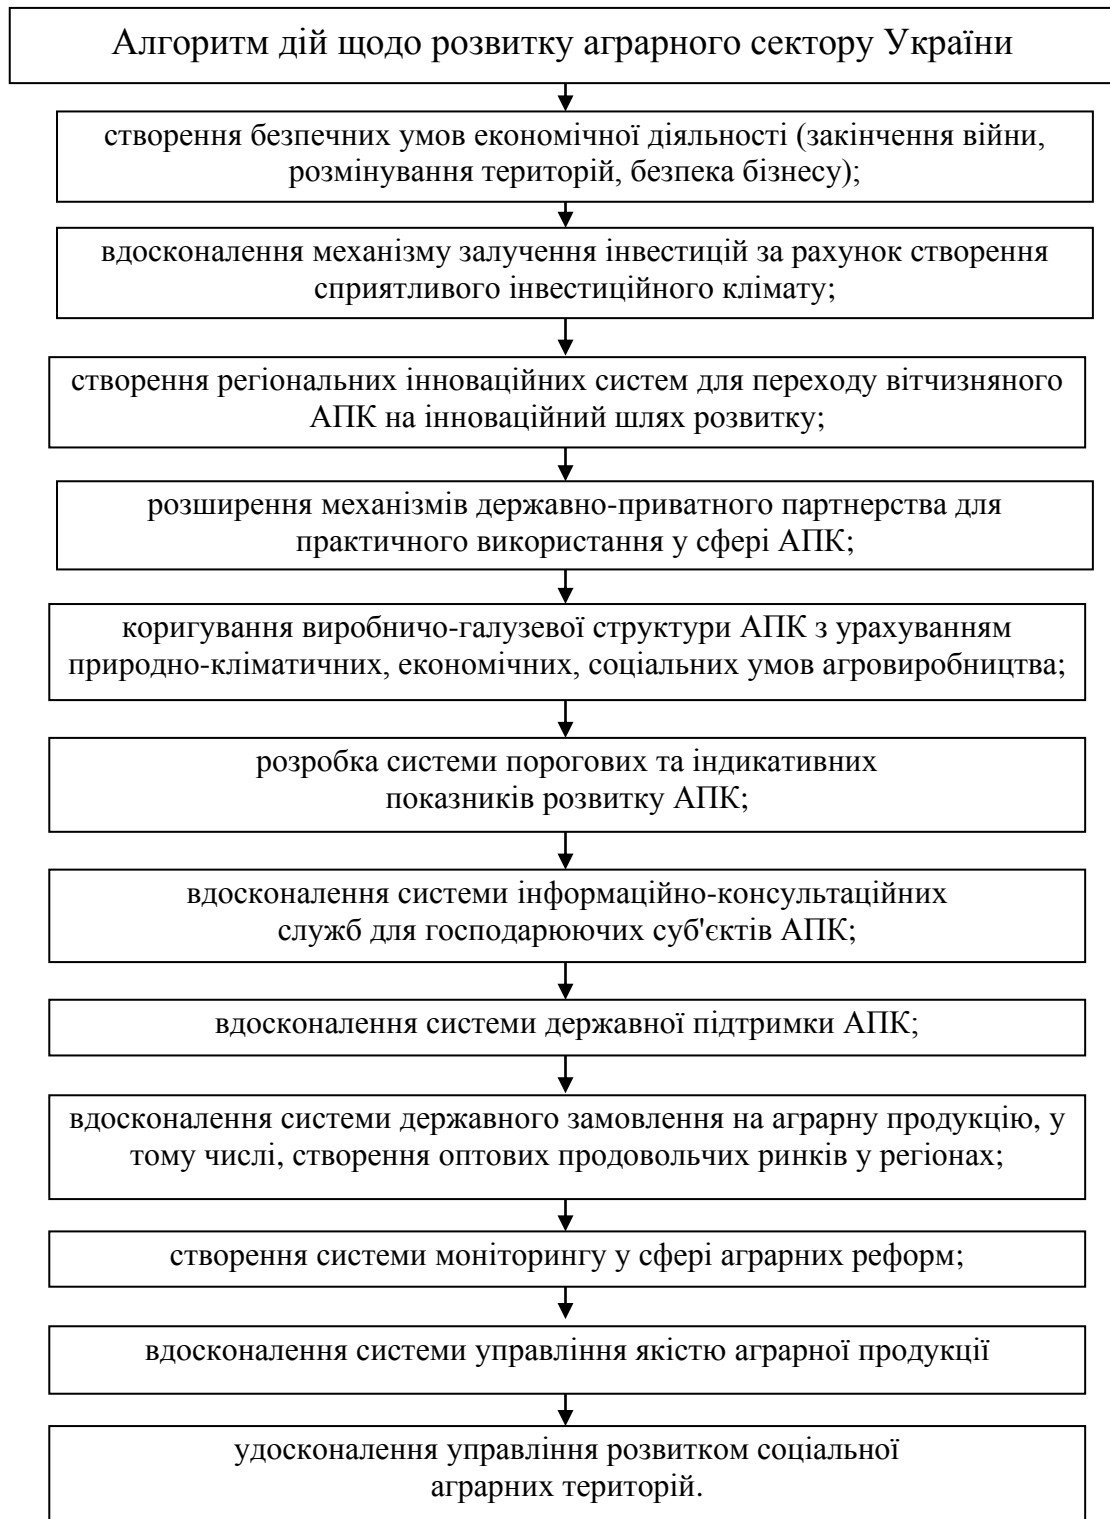 Алгоритм дій щодо розвитку аграрного сектору України
створення безпечних умов економічної діяльності (закінчення війни,
розмінування територій, безпека бізнесу);
вдосконалення механізму залучення інвестицій за рахунок створення
сприятливого інвестиційного клімату;
створення регіональних інноваційних систем для переходу вітчизняного
АПК на інноваційний шлях розвитку;
розширення механізмів державно-приватного партнерства для
практичного використання у сфері АПК;
коригування виробничо-галузевої структури АПК з урахуванням
природно-кліматичних, економічних, соціальних умов агровиробництва;
розробка системи порогових та індикативних
показників розвитку АПК;
вдосконалення системи інформаційно-консультаційних
служб для господарюючих суб'єктів АПК;
вдосконалення системи державної підтримки АПК;
вдосконалення системи державного замовлення на аграрну продукцію, у
тому числі, створення оптових продовольчих ринків у регіонах;
створення системи моніторингу у сфері аграрних реформ;
вдосконалення системи управління якістю аграрної продукції
удосконалення управління розвитком соціальної
аграрних територій.